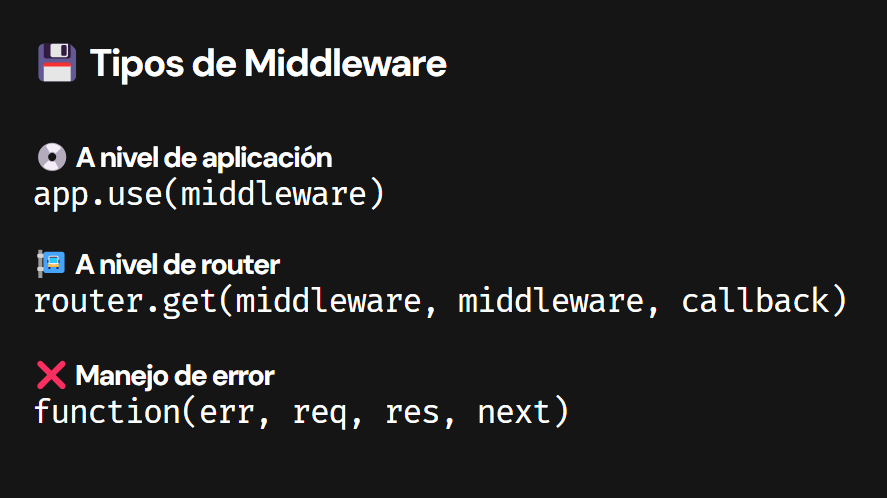 Tipos de Middleware
A nivel de aplicación
app.use(middleware)
A nivel de router
router.get(middleware, middleware, callback)
Manejo de error
function(err, req, res, next)